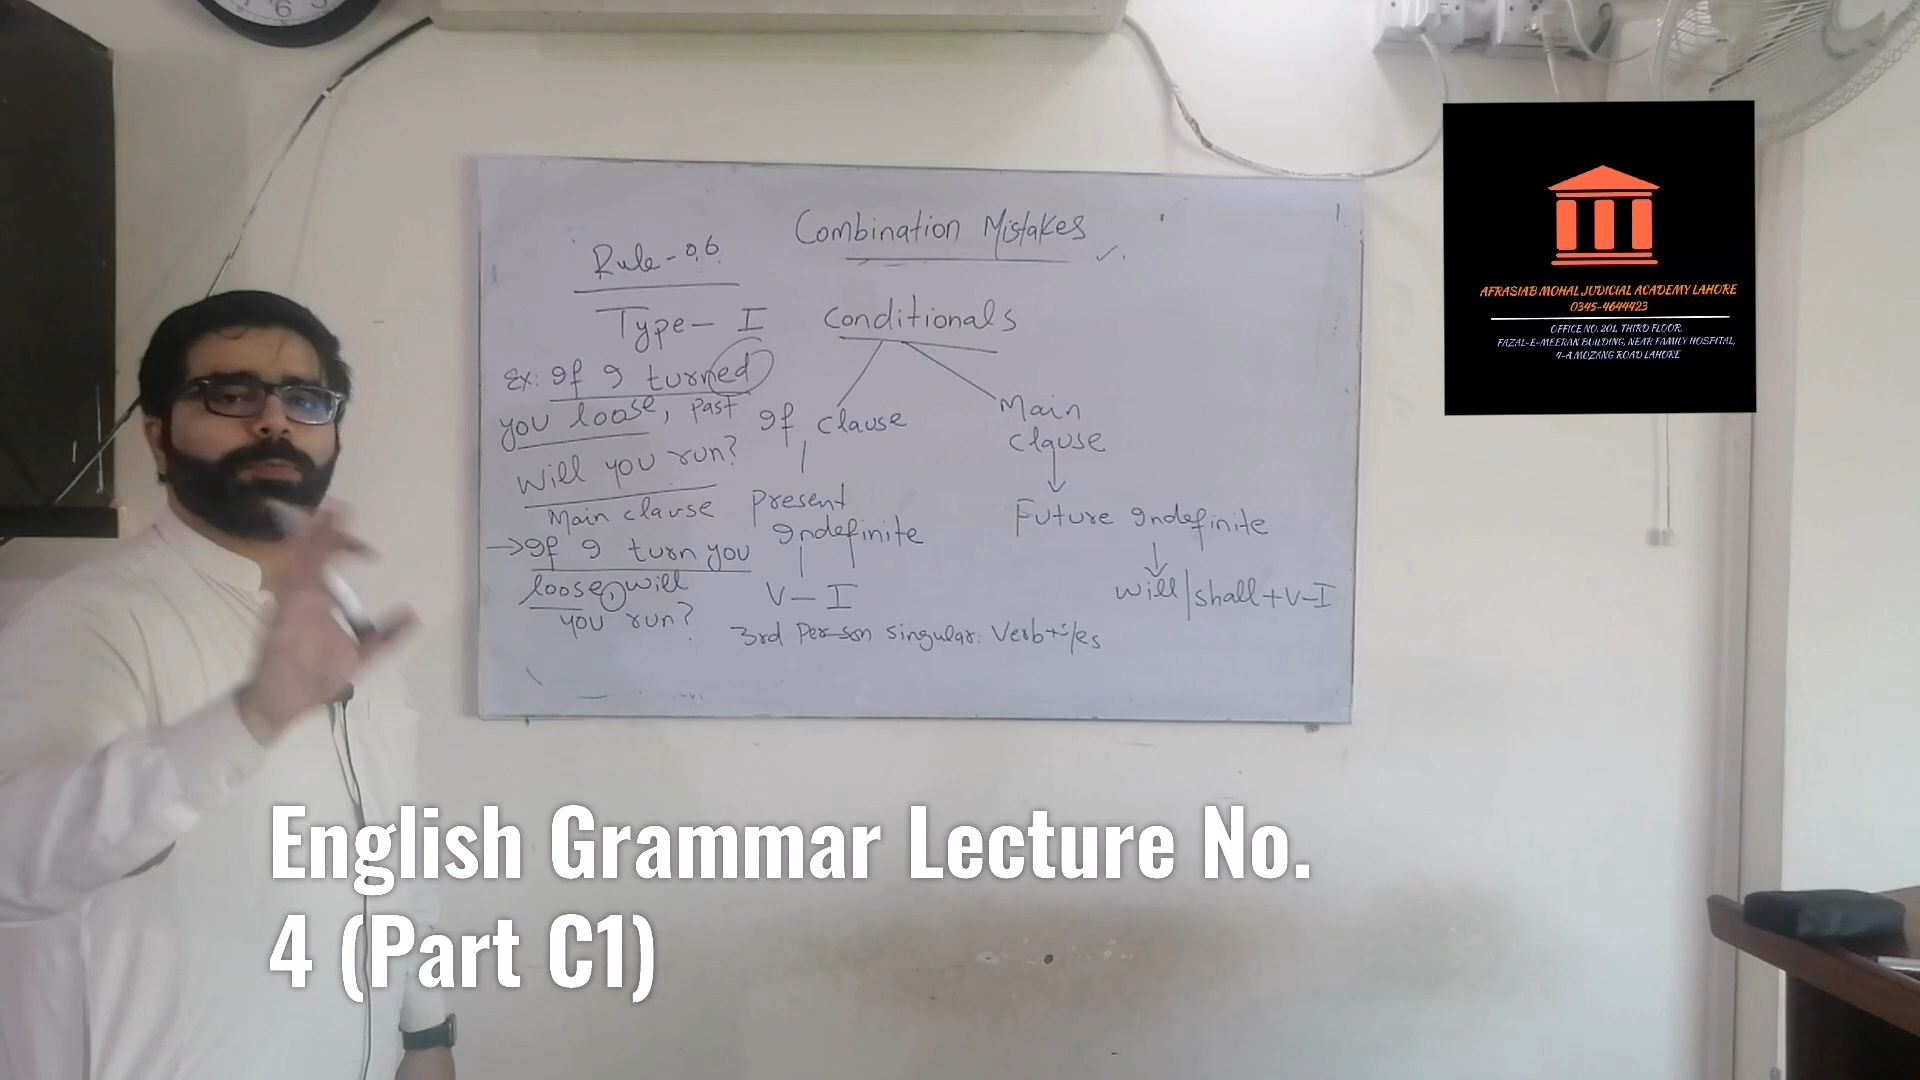 6
Combination Mistakes
Rule - 06
Type - I Conditionals
Ex: If I turned
you loose, past
will you run?
Main clause
→ If I turn you
loose, will
you run?
If clause
Present
Indefinite
V - I
Main
clause
Future Indefinite
will/shall + V-I
3rd Person singular: Verb+s/es
AFRASIAB MOHAL JUDICIAL ACADEMY LAHORE
0345-4644423
OFFICE NO. 201, THIRD FLOOR,
FAZAL-E-MEERAN BUILDING, NEAR FAMILY HOSPITAL,
4-A MOZANG ROAD LAHORE
English Grammar Lecture No.
4 (Part C1)